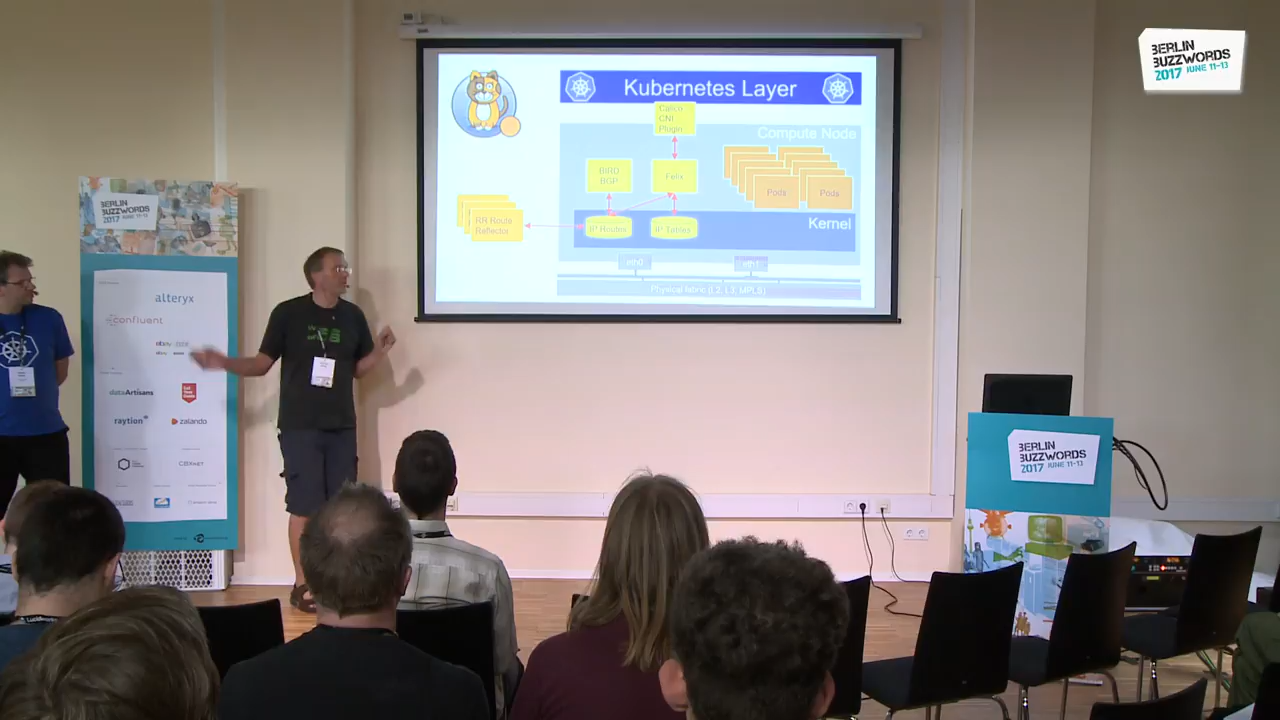 BERLIN
BUZZWORDS
2017 JUNE 11-13
Kubernetes Layer
Calico
CNI
Plugin
Compute Node
BIRD
BGP
Felix
Pods
Pods
RR Route
Reflector
IP Routes
IP Tables
Kernel
eth0
eth1
Physical fabric (L2, L3, MPLS)
BERLIN
BUZZWORDS
2017 JUNE 11-13
alteryx
confluent
dataArtisans
raytion
zalando
BERLIN
BUZZWORDS
2017 JUNE 11-13